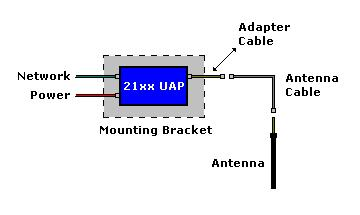 Adapter
Cable
Network
Power
21xx UAP
Antenna
Cable
Mounting Bracket
Antenna